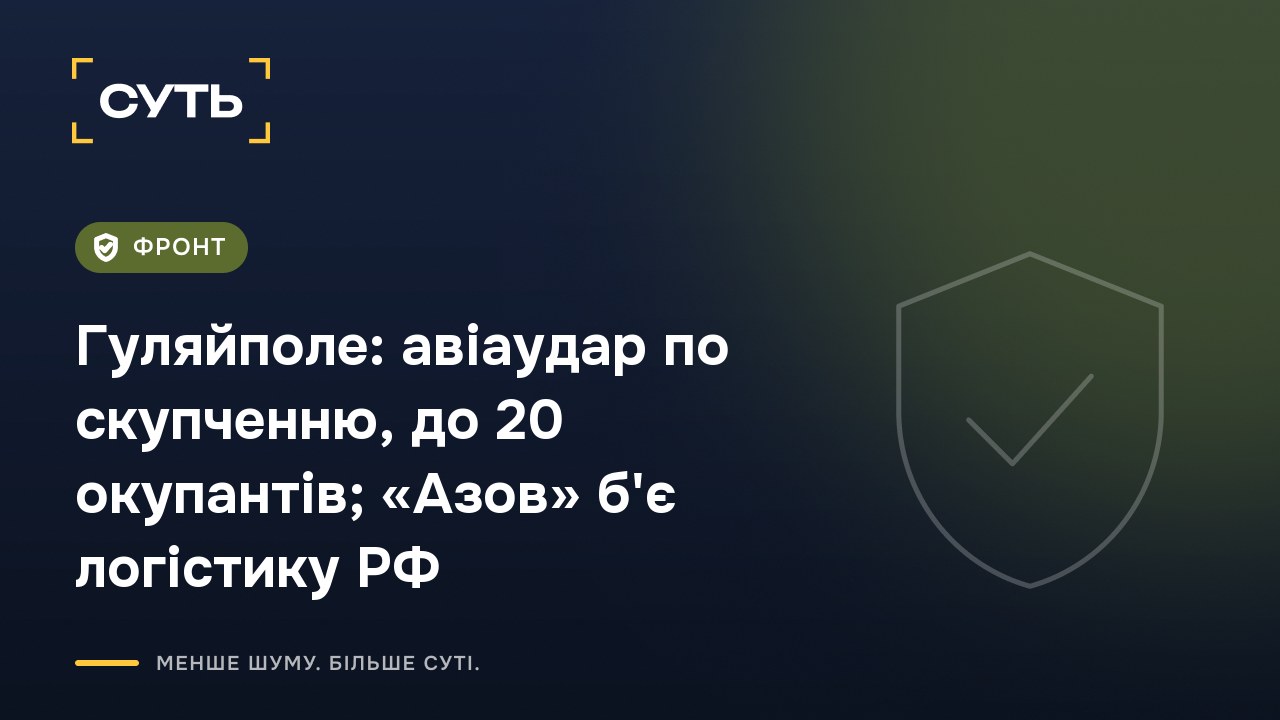 СУТЬ
ФРОНТ
Гуляйполе: авіаудар по
скупченню, до 20
окупантів; «Азов» б'є
логістику РФ
МЕНШЕ ШУМУ. БІЛЬШЕ СУТІ.